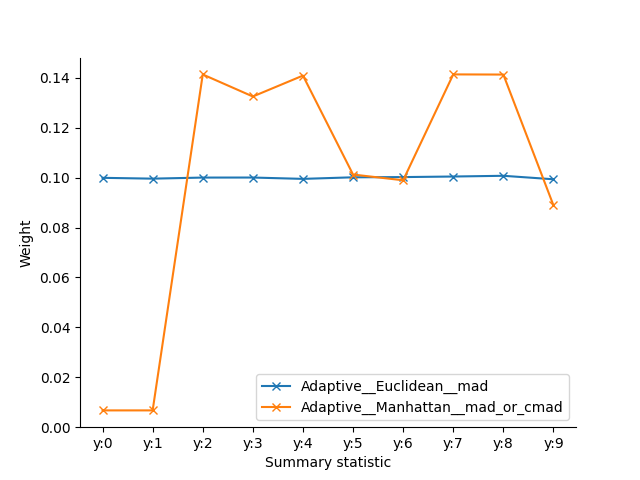 0.14
0.12
0.10
0.08
0.06
0.04
0.02
0.00
Weight
Adaptive__Euclidean__mad
Adaptive__Manhattan__mad_or_cmad
y:0 y:1 y:2 y:3 y:4 y:5 y:6 y:7 y:8 y:9
Summary statistic